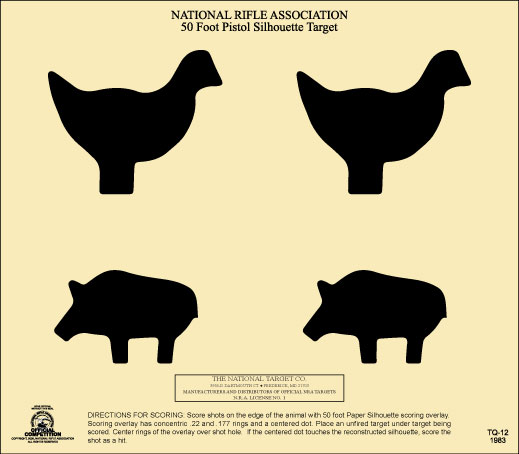 NATIONAL RIFLE ASSOCIATION
50 Foot Pistol Silhouette Target
THE NATIONAL TARGET CO.
MANUFACTURERS AND DISTRIBUTORS OF OFFICIAL NRA TARGETS
N.R.A. LICENSE NO. 1
OFFICIAL
COMPETITION
DIRECTIONS FOR SCORING: Score shots on the edge of the animal with 50 foot Paper Silhouette scoring overlay.
Scoring overlay has concentric .22 and .177 rings and a centered dot. Place an unfired target under target being
scored. Center rings of the overlay over shot hole. If the centered dot touches the reconstructed silhouette, score the
shot as a hit.
TQ-12
1983